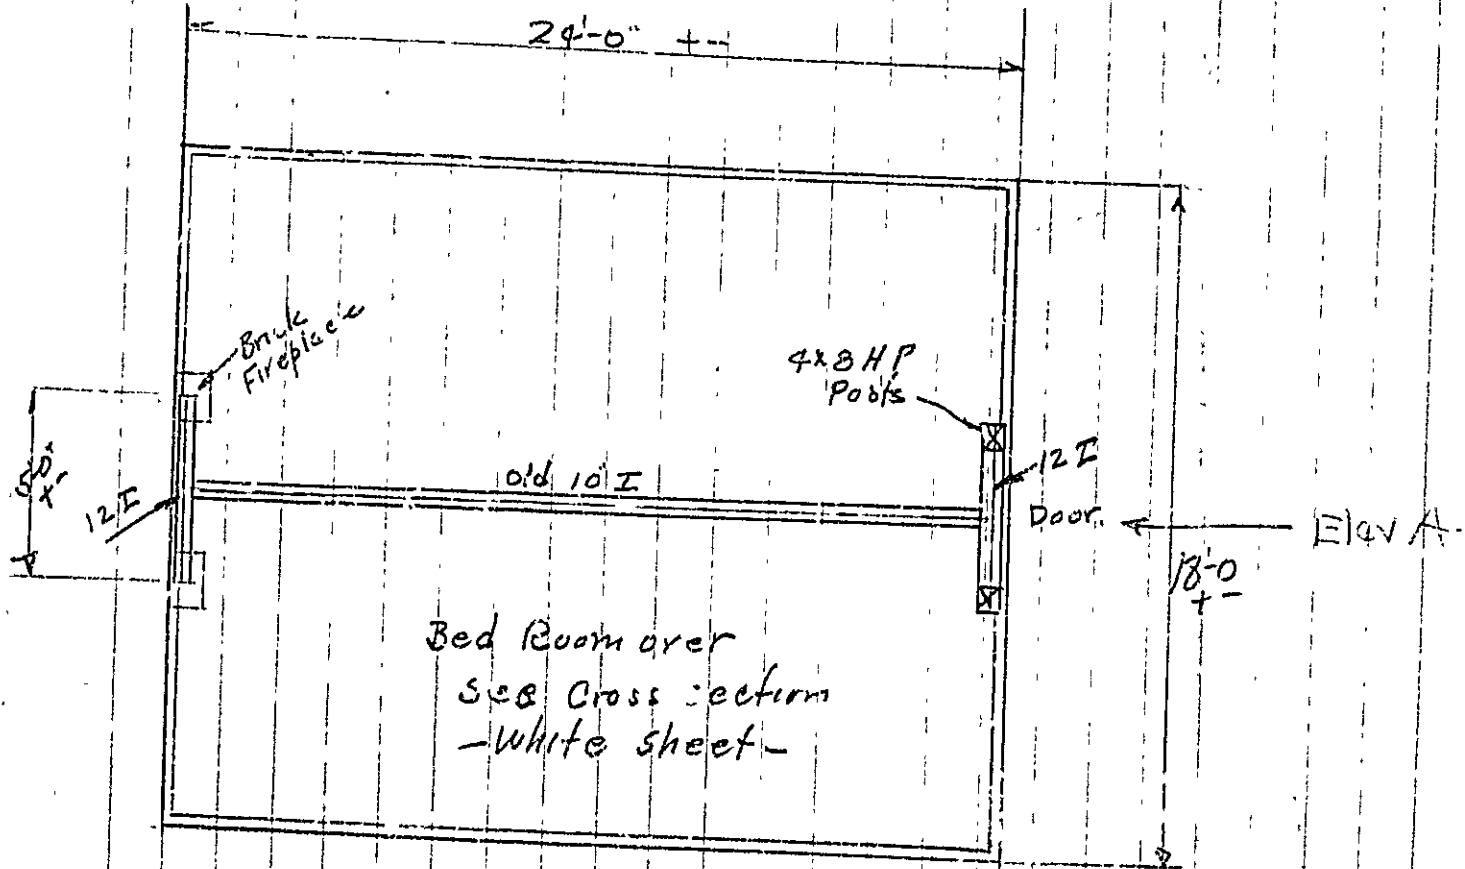 24'-0" + -
Brick
Fireplace
4x8 HP
Posts
12 I
5'0"
12 I
Old 10" I
Door.
Elev A.
18'-0
+ -
Bed Room over
See Cross section
-White sheet-